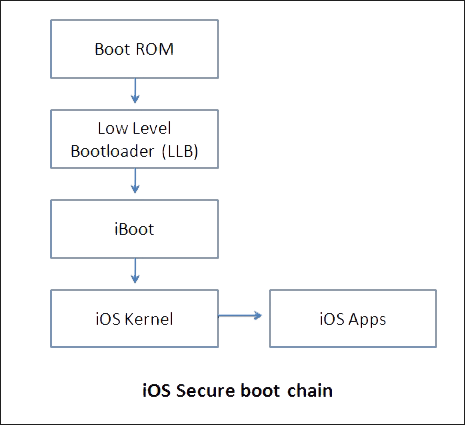 Boot ROM
Low Level
Bootloader (LLB)
iBoot
iOS Kernel
iOS Apps
iOS Secure boot chain